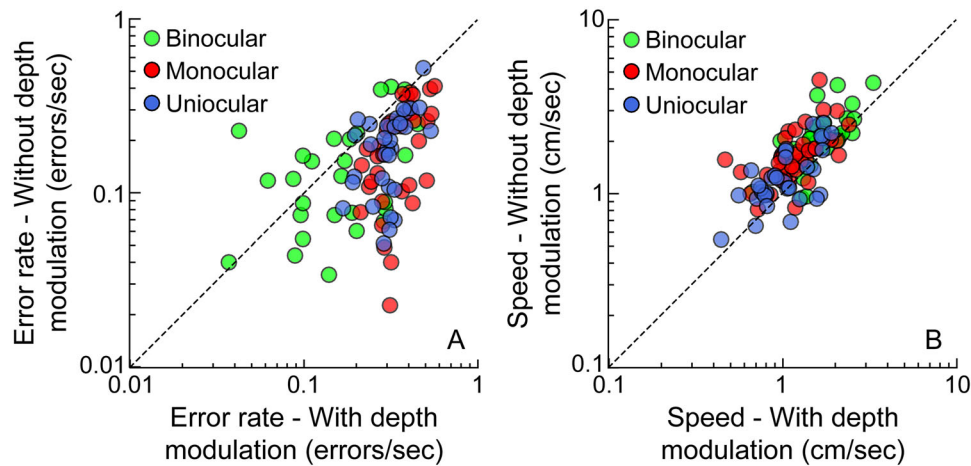 Error rate - Without depth
modulation (errors/sec)
1
0.1
0.01
Binocular
Monocular
Uniocular
A
0.01
0.1
1
Error rate - With depth
modulation (errors/sec)
Speed - Without depth
modulation (cm/sec)
10
1
0.1
Binocular
Monocular
Uniocular
B
0.1
1
10
Speed - With depth
modulation (cm/sec)